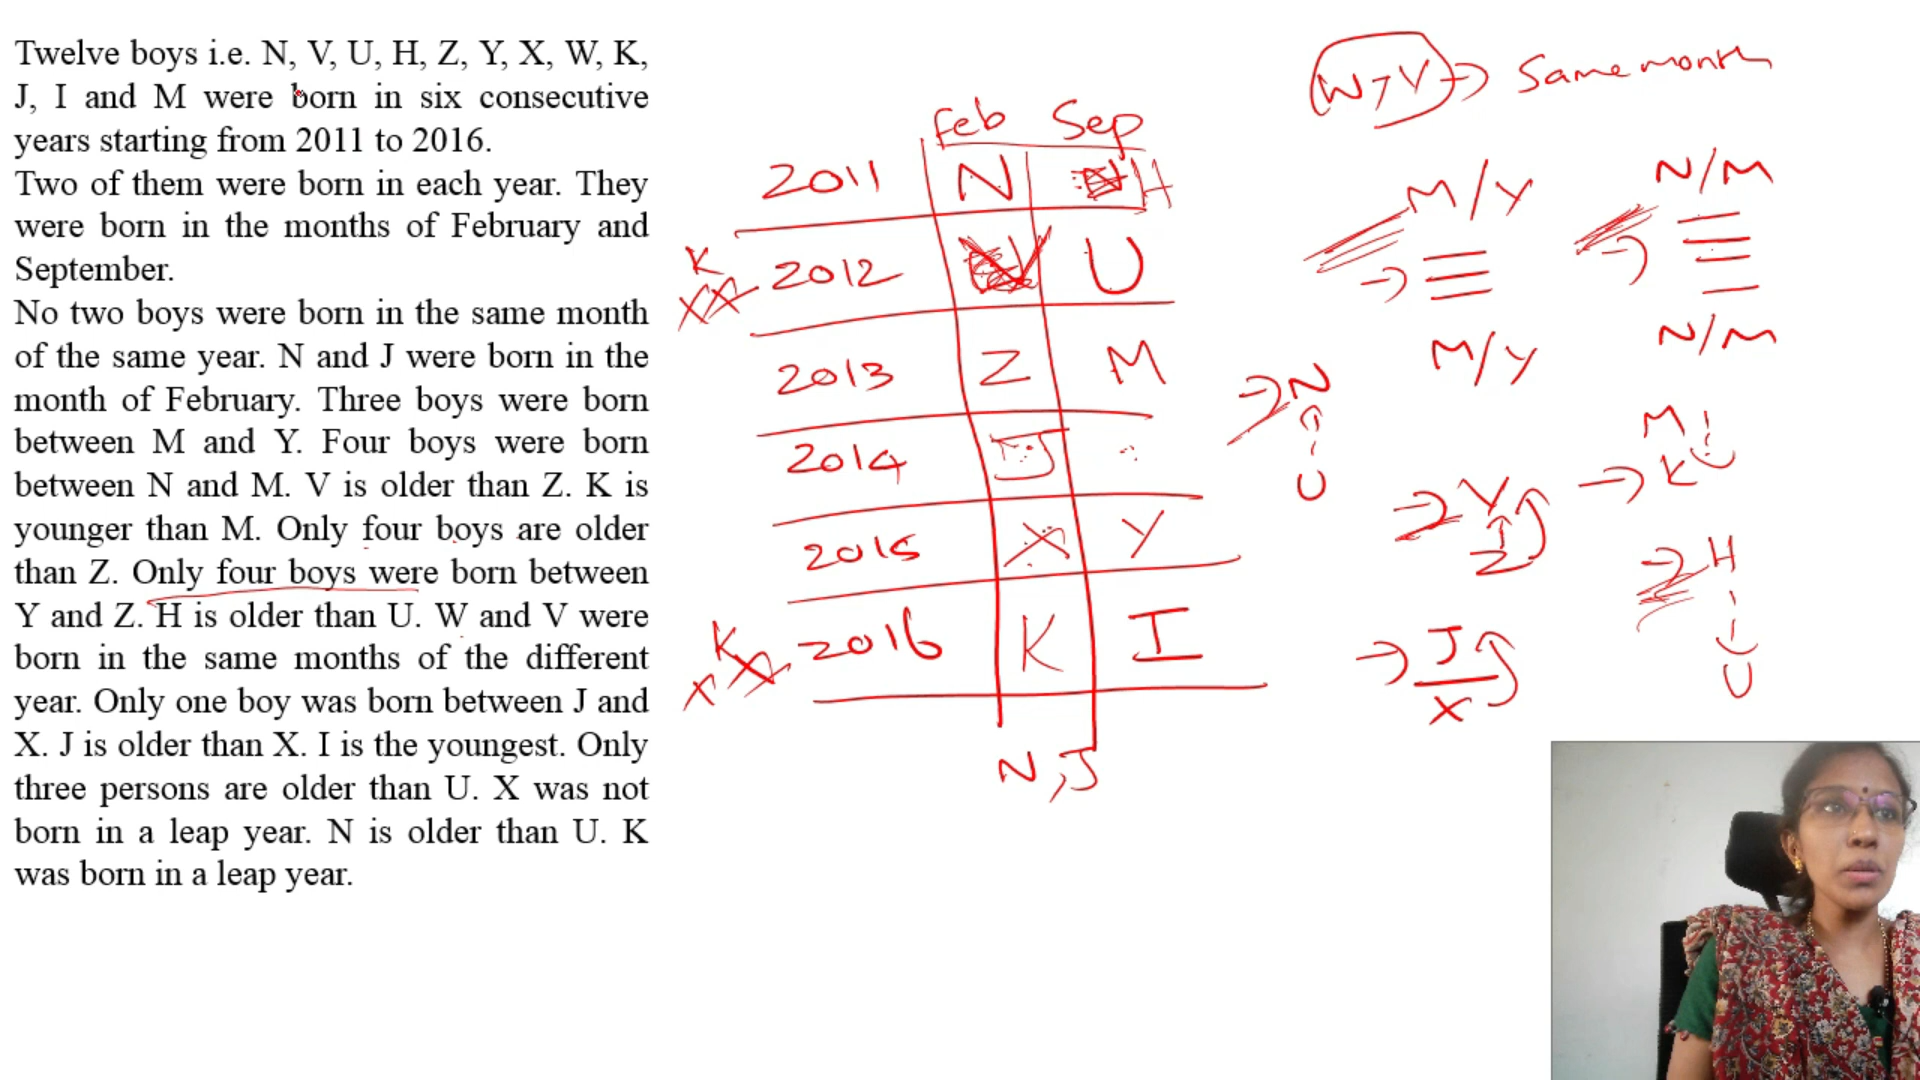 Twelve boys i.e. N, V, U, H, Z, Y, X, W, K,
J, I and M were born in six consecutive
years starting from 2011 to 2016.
Two of them were born in each year. They
were born in the months of February and
September.
No two boys were born in the same month
of the same year. N and J were born in the
month of February. Three boys were born
between M and Y. Four boys were born
between N and M. V is older than Z. K is
younger than M. Only four boys are older
than Z. Only four boys were born between
Y and Z. H is older than U. W and V were
born in the same months of the different
year. Only one boy was born between J and
X. J is older than X. I is the youngest. Only
three persons are older than U. X was not
born in a leap year. N is older than U. K
was born in a leap year.
Feb Sep
2011 N H
K 2012 U
2013 Z M
2014 J
2015 X Y
K 2016 K I
N, J
W, V → Same month
M/Y
M/Y
N/M
N/M
→ N
U
→ V
Z
M
→ K
→ H
U
→ J
X